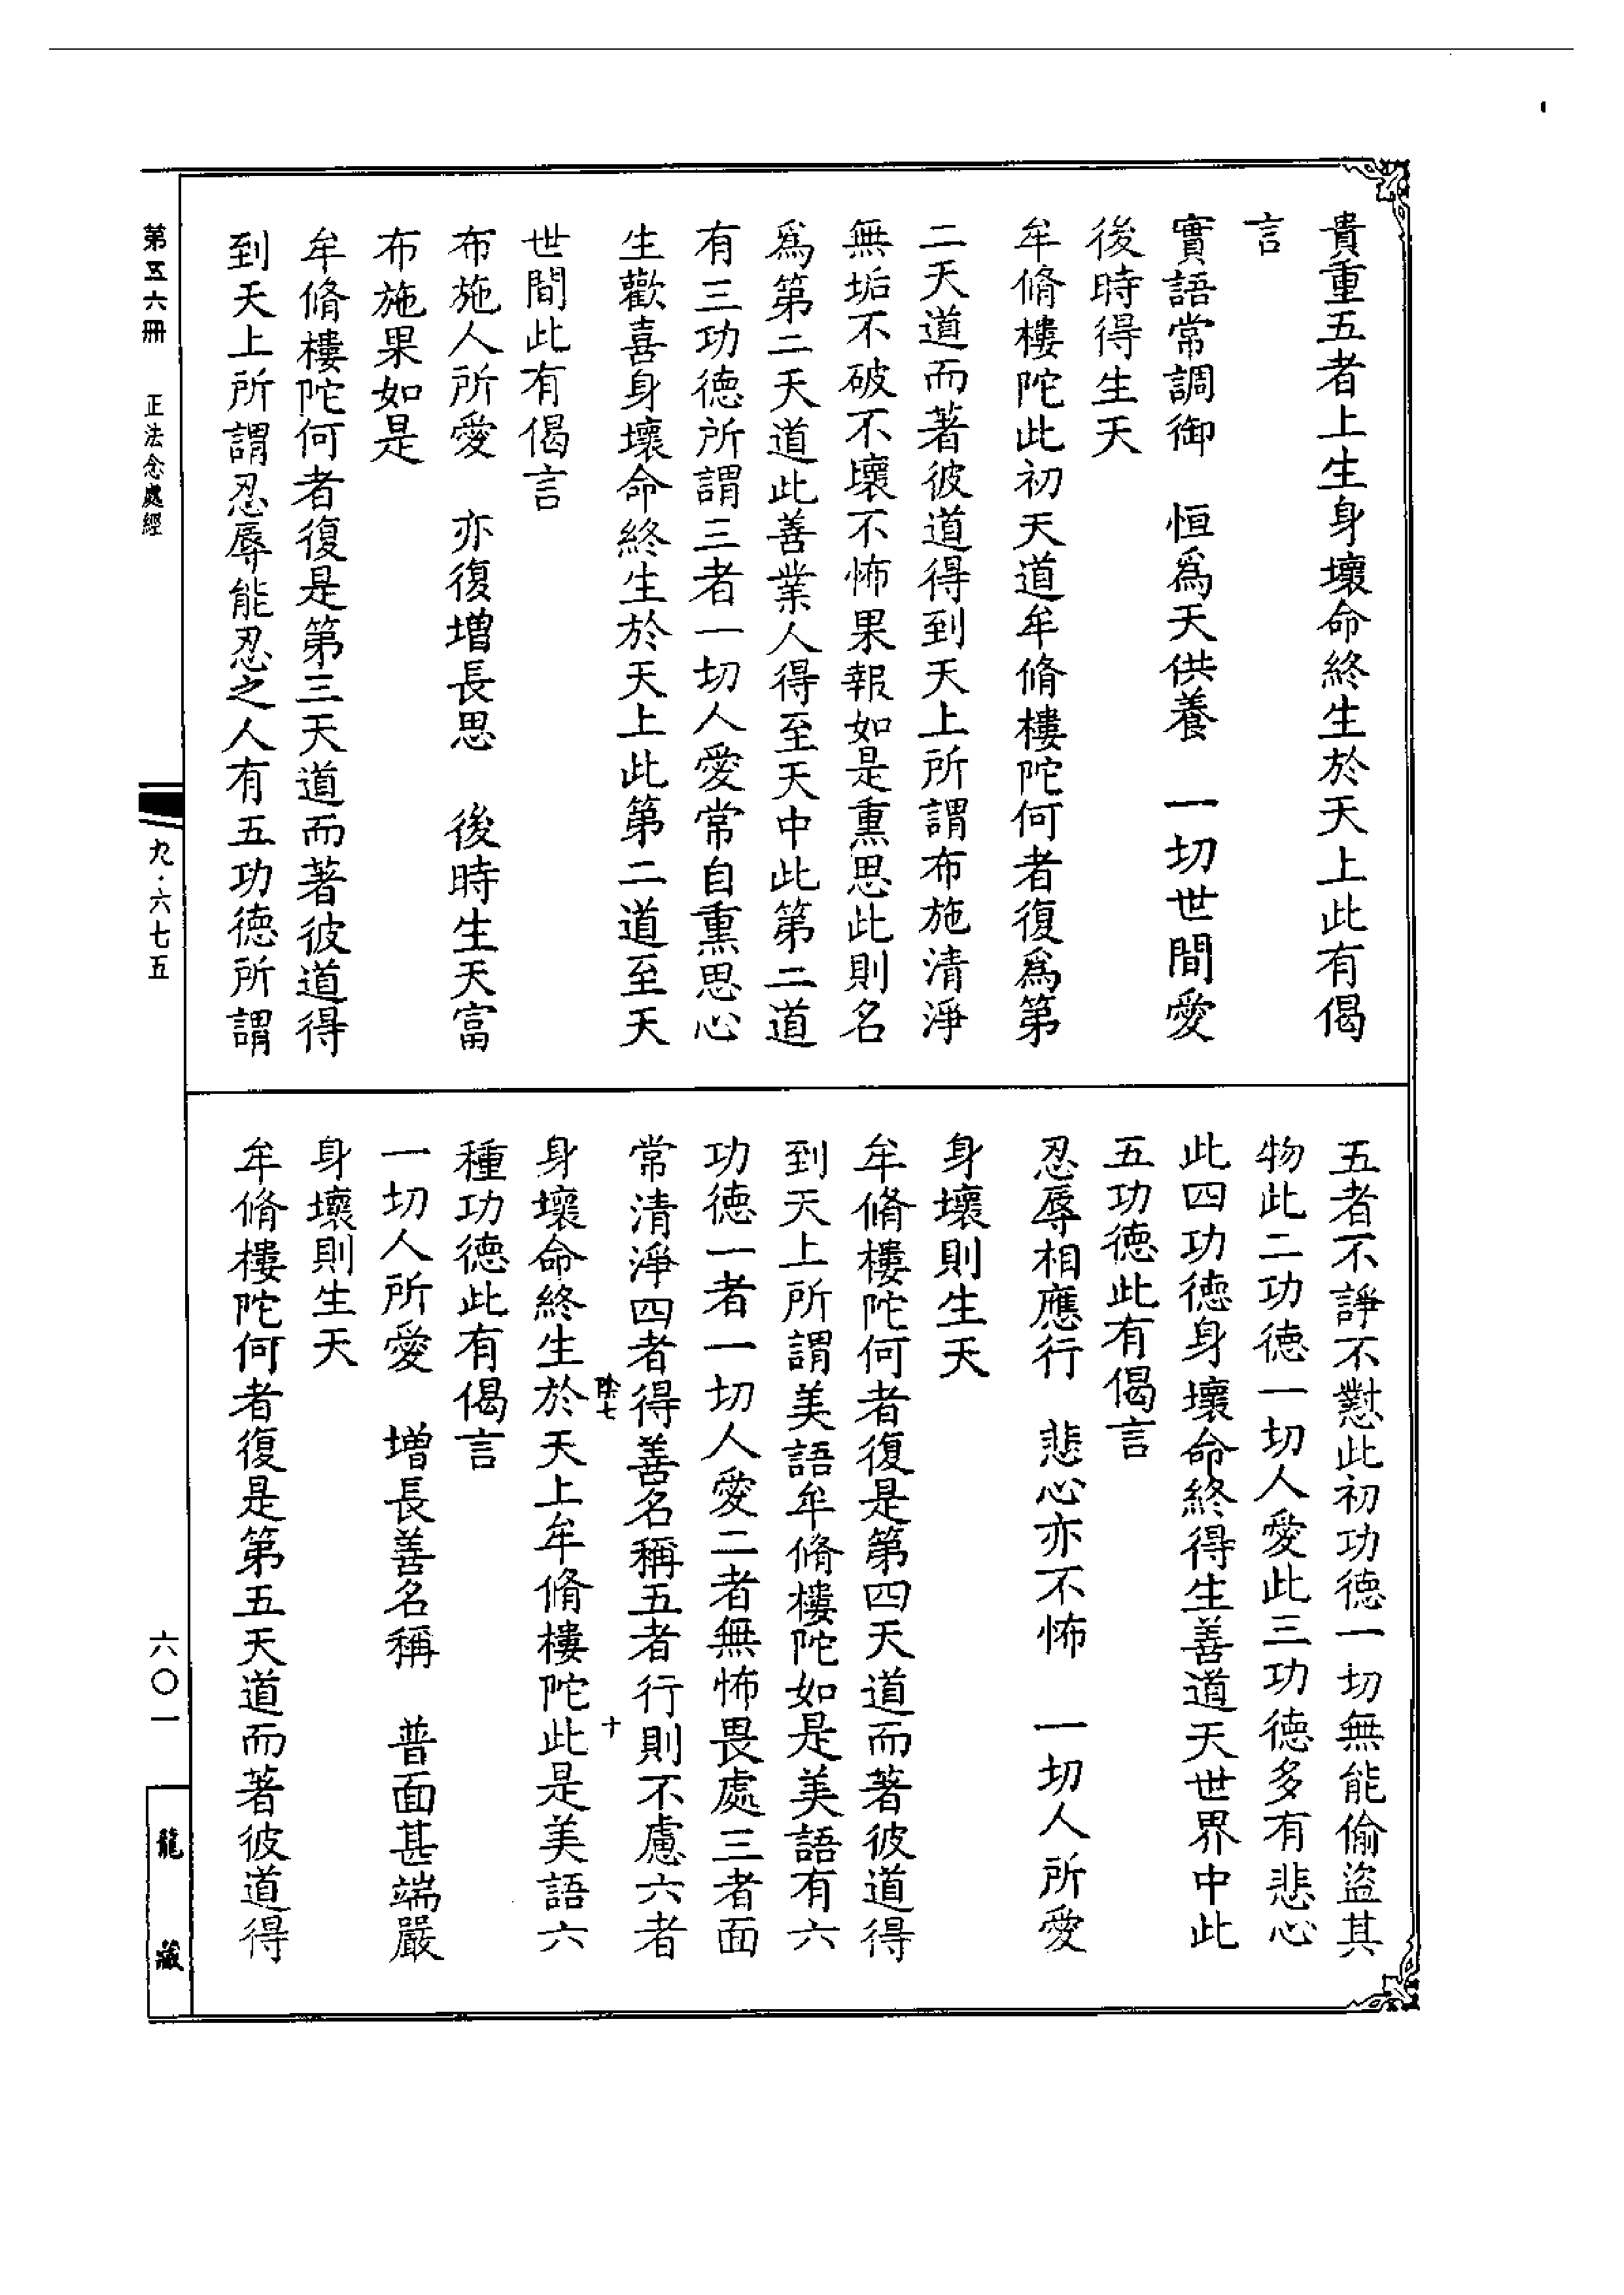 貴重五者上生身壞命終生於天上此有偈
言
實語常調御　恒爲天供養　一切世間愛
後時得生天
牟脩樓陀此初天道牟脩樓陀何者復爲第
二天道而著彼道得到天上所謂布施清淨
無垢不破不壞不怖果報如是熏思此則名
爲第二天道此善業人得至天中此第二道
有三功德所謂三者一切人愛常自熏思心
生歡喜身壞命終生於天上此第二道至天
世間此有偈言
布施人所愛　亦復增長思　後時生天富
布施果如是
牟脩樓陀何者復是第三天道而著彼道得
到天上所謂忍辱能忍之人有五功德所謂
五者不諍不懟此初功德一切無能偷盜其
物此二功德一切人愛此三功德多有悲心
此四功德身壞命終得生善道天世界中此
五功德此有偈言
忍辱相應行　悲心亦不怖　一切人所愛
身壞則生天
牟脩樓陀何者復是第四天道而著彼道得
到天上所謂美語牟脩樓陀如是美語有六
功德一者一切人愛二者無怖畏處三者面
常清淨四者得善名稱五者行則不慮六者
身壞命終生於天上牟脩樓陀此是美語六
種功德此有偈言
一切人所愛　增長善名稱　普面甚端嚴
身壞則生天
牟脩樓陀何者復是第五天道而著彼道得
第五六冊　正法念處經
九·六七五
六〇一
龍藏
十